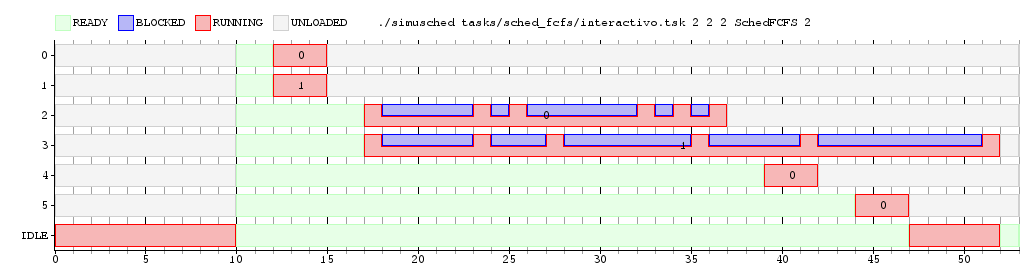 READY BLOCKED RUNNING UNLOADED ./simusched tasks/sched_fcfs/interactivo.tsk 2 2 2 SchedFCFS 2
0 0
1 1
2 0
3 1
4 0
5 0
IDLE
0 5 10 15 20 25 30 35 40 45 50